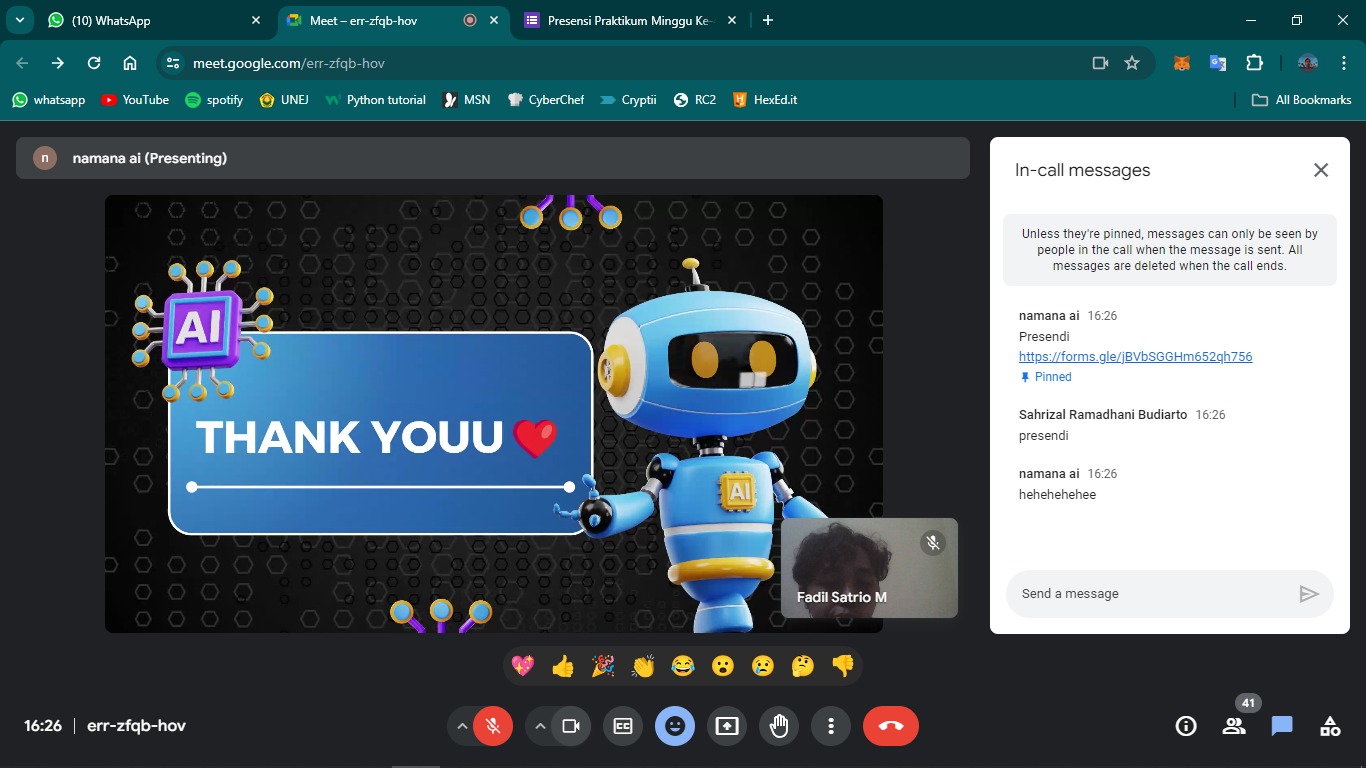 (10) WhatsApp
Meet – err-zfqb-hov
Presensi Praktikum Minggu Ke-
meet.google.com/err-zfqb-hov
whatsapp
YouTube
spotify
UNEJ
Python tutorial
MSN
CyberChef
Cryptii
RC2
HexEd.it
All Bookmarks
n
namana ai (Presenting)
AI
THANK YOUU
AI
Fadil Satrio M
In-call messages
Unless they're pinned, messages can only be seen by
people in the call when the message is sent. All
messages are deleted when the call ends.
namana ai 16:26
Presendi
https://forms.gle/jBVbSGGHm652qh756
Pinned
Sahrizal Ramadhani Budiarto 16:26
presendi
namana ai 16:26
hehehehehee
Send a message
16:26
err-zfqb-hov
CC
41